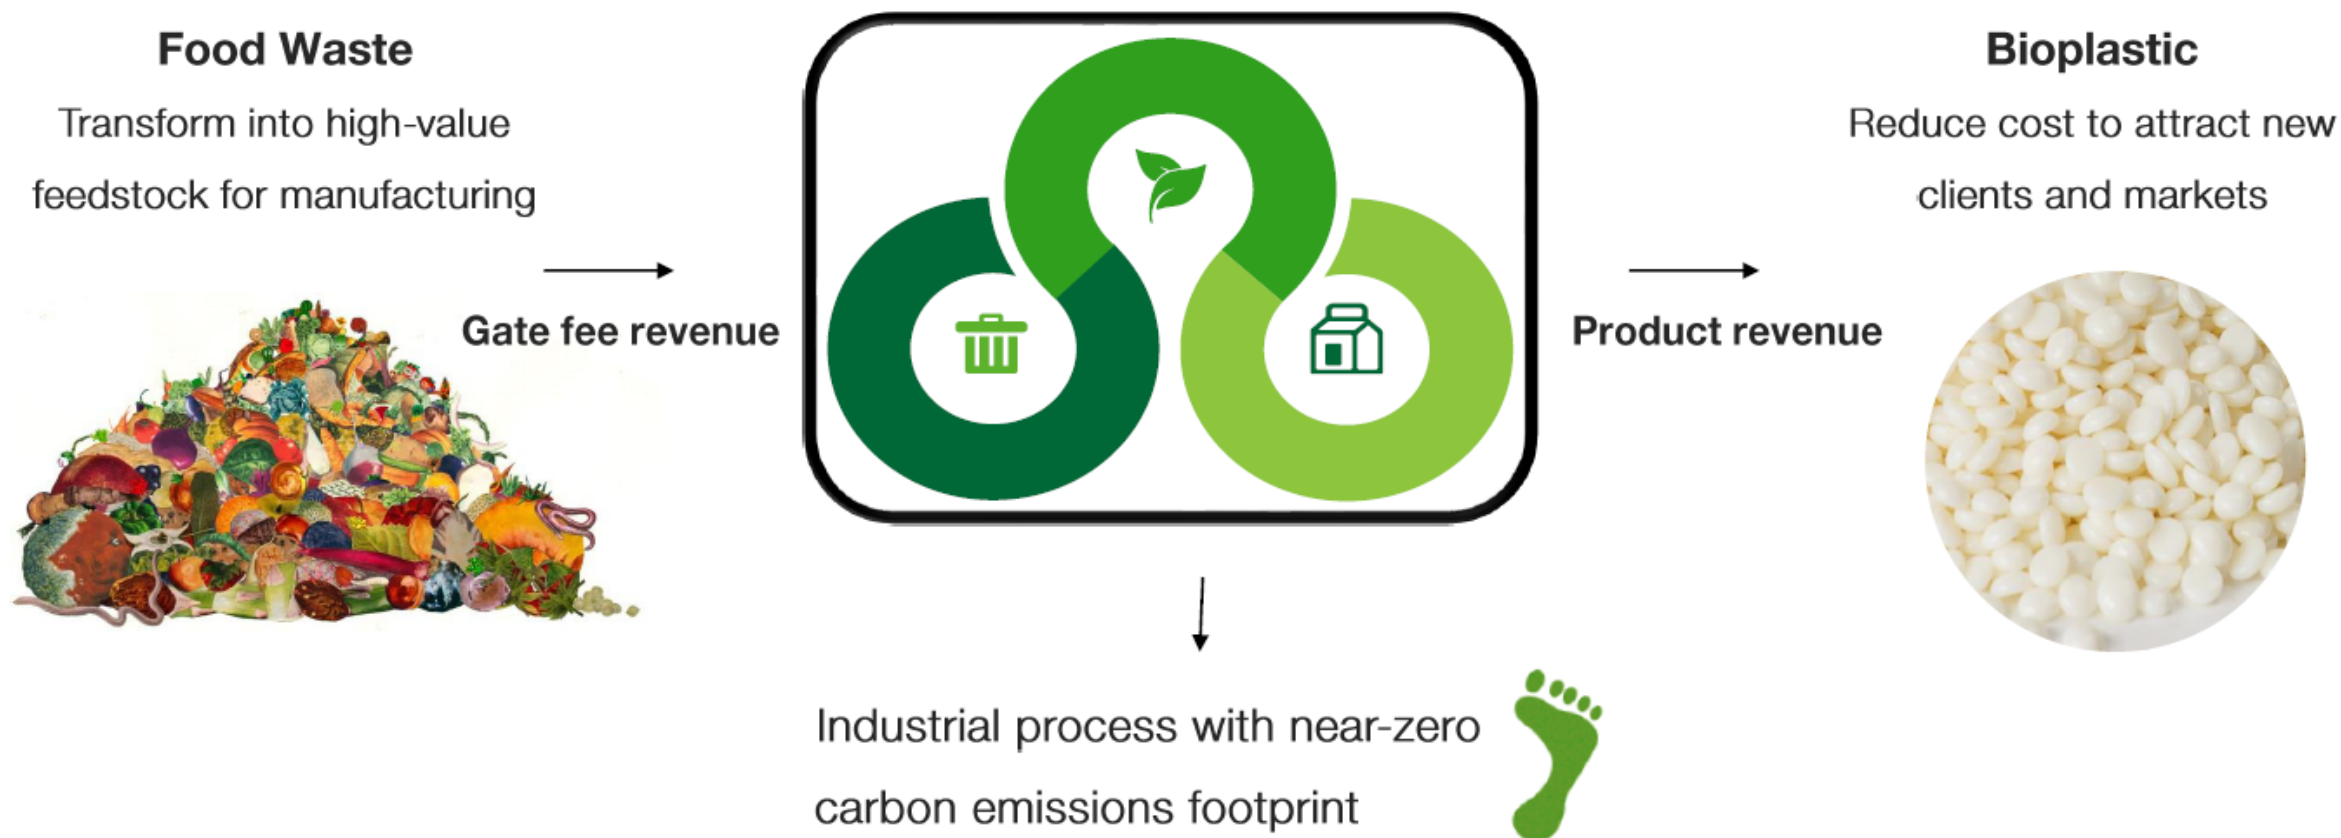 Food Waste
Transform into high-value
feedstock for manufacturing
Gate fee revenue
Product revenue
Bioplastic
Reduce cost to attract new
clients and markets
Industrial process with near-zero
carbon emissions footprint